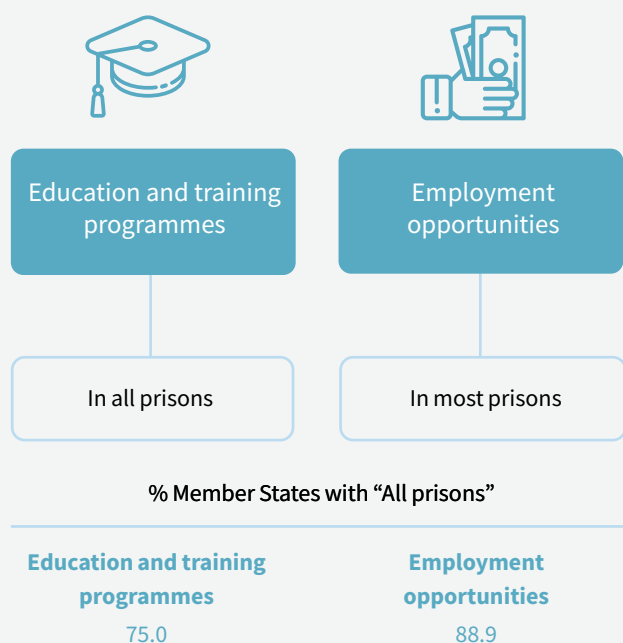 Education and training
programmes
Employment
opportunities
In all prisons
In most prisons
% Member States with “All prisons”
Education and training
programmes
75.0
Employment
opportunities
88.9